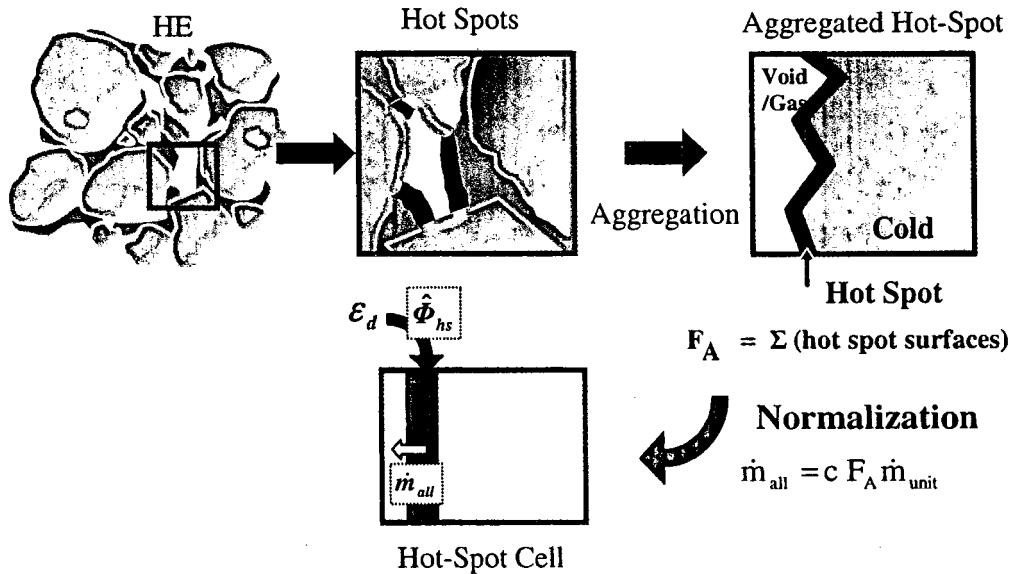 HE
Hot Spots
Aggregated Hot-Spot
Void
/Gas
Aggregation
Cold
Hot Spot
ε_d
Φ̂_hs
F_A = Σ (hot spot surfaces)
Normalization
ṁ_all = c F_A ṁ_unit
ṁ_all
Hot-Spot Cell